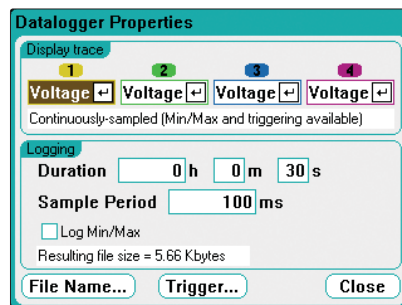 Datalogger Properties
Display trace
1 2 3 4
Voltage Voltage Voltage Voltage
Continuously-sampled (Min/Max and triggering available)
Logging
Duration 0 h 0 m 30 s
Sample Period 100 ms
Log Min/Max
Resulting file size = 5.66 Kbytes
File Name... Trigger... Close